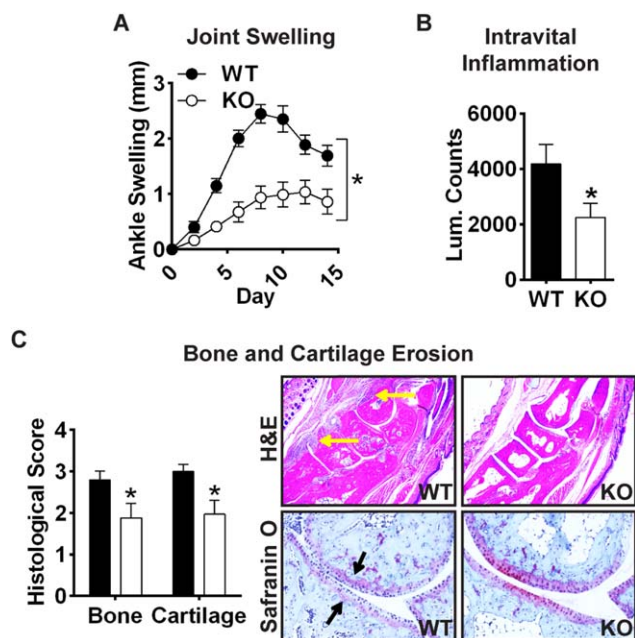 A
Joint Swelling
WT
KO
Ankle Swelling (mm)
3
2
1
0
0
5
10
15
Day
*
B
Intravital
Inflammation
Lum. Counts
6000
4000
2000
0
*
WT
KO
C
Bone and Cartilage Erosion
Histological Score
4
3
2
1
0
*
*
Bone
Cartilage
H&E
WT
KO
Safranin O
WT
KO